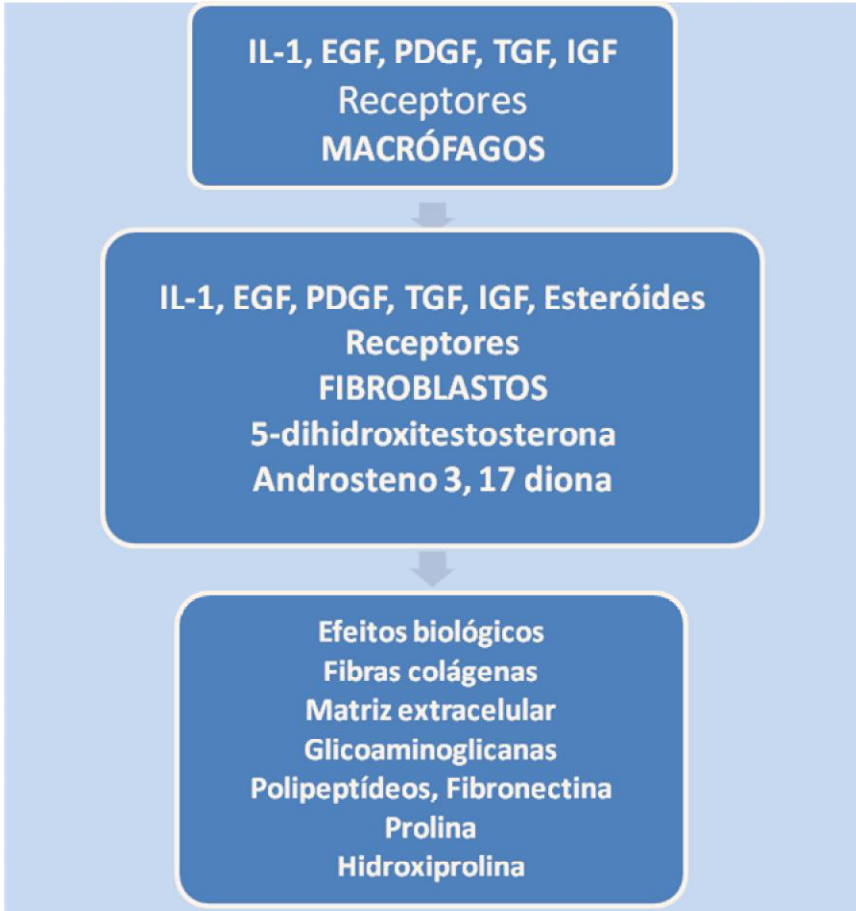 IL-1, EGF, PDGF, TGF, IGF
Receptores
MACRÓFAGOS
IL-1, EGF, PDGF, TGF, IGF, Esteróides
Receptores
FIBROBLASTOS
5-dihidroxitestosterona
Androsteno 3, 17 diona
Efeitos biológicos
Fibras colágenas
Matriz extracelular
Glicoaminoglicanas
Polipeptídeos, Fibronectina
Prolina
Hidroxiprolina